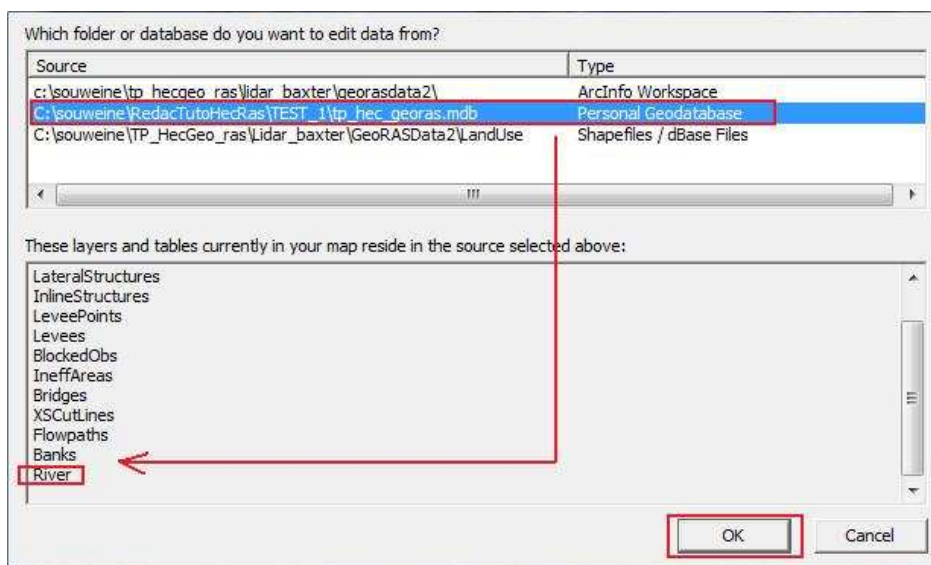 Which folder or database do you want to edit data from?
Source Type
c:\souweine\tp_hecgeo_ras\lidar_baxter\georasdata2\ ArcInfo Workspace
C:\souweine\RedacTutoHecRas\TEST_1\tp_hec_georas.mdb Personal Geodatabase
C:\souweine\TP_HecGeo_ras\Lidar_baxter\GeoRASData2\LandUse Shapefiles / dBase Files
These layers and tables currently in your map reside in the source selected above:
LateralStructures
InlineStructures
LeveePoints
Levees
BlockedObs
IneffAreas
Bridges
XSCutLines
Flowpaths
Banks
River
OK Cancel